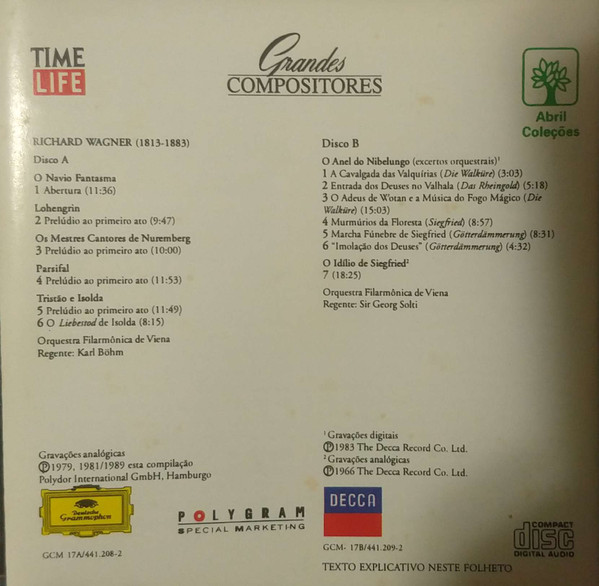 TIME
LIFE
Grandes
COMPOSITORES
Abril
Coleções
RICHARD WAGNER (1813-1883)
Disco A
O Navio Fantasma
1 Abertura (11:36)
Lohengrin
2 Prelúdio ao primeiro ato (9:47)
Os Mestres Cantores de Nuremberg
3 Prelúdio ao primeiro ato (10:00)
Parsifal
4 Prelúdio ao primeiro ato (11:53)
Tristão e Isolda
5 Prelúdio ao primeiro ato (11:49)
6 O Liebestod de Isolda (8:15)
Orquestra Filarmônica de Viena
Regente: Karl Böhm
Disco B
O Anel do Nibelungo (excertos orquestrais)¹
1 A Cavalgada das Valquírias (Die Walküre) (3:03)
2 Entrada dos Deuses no Valhala (Das Rheingold) (5:18)
3 O Adeus de Wotan e a Música do Fogo Mágico (Die
Walküre) (15:03)
4 Murmúrios da Floresta (Siegfried) (8:57)
5 Marcha Fúnebre de Siegfried (Götterdämmerung) (8:31)
6 "Imolação dos Deuses" (Götterdämmerung) (4:32)
O Idílio de Siegfried²
7 (18:25)
Orquestra Filarmônica de Viena
Regente: Sir Georg Solti
Gravações analógicas
℗1979, 1981/1989 esta compilação
Polydor International GmbH, Hamburgo
¹ Gravações digitais
℗1983 The Decca Record Co. Ltd.
² Gravações analógicas
℗1966 The Decca Record Co. Ltd.
Deutsche
Grammophon
POLYGRAM
SPECIAL MARKETING
DECCA
COMPACT
disc
DIGITAL AUDIO
GCM 17A/441.208-2
GCM- 17B/441.209-2
TEXTO EXPLICATIVO NESTE FOLHETO